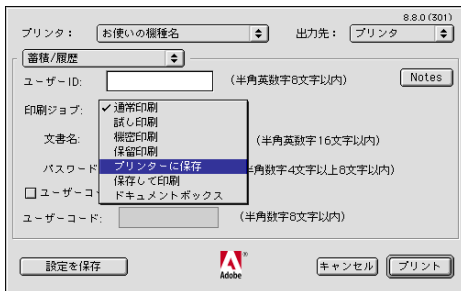 8.8.0 (301)
プリンタ： お使いの機種名 出力先： プリンタ
蓄積/履歴
ユーザーID: (半角英数字8文字以内) Notes
印刷ジョブ: ✓通常印刷
試し印刷
機密印刷
文書名: (半角英数字16文字以内)
保留印刷
プリンターに保存
パスワード 半角数字4文字以上8文字以内)
保存して印刷
ユーザーコ ドキュメントボックス
ユーザーコード: (半角数字8文字以内)
設定を保存 Adobe キャンセル プリント